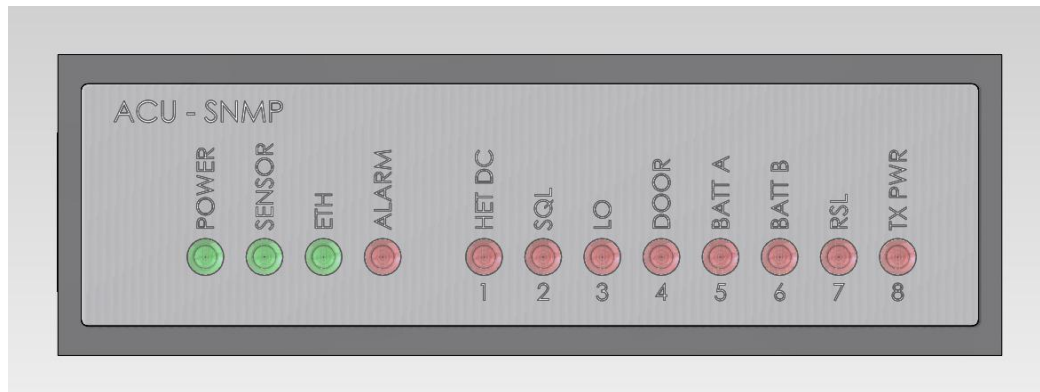 ACU - SNMP
POWER
SENSOR
ETH
ALARM
HET DC
SQL
LO
DOOR
BATT A
BATT B
RSL
TX PWR
1 2 3 4 5 6 7 8